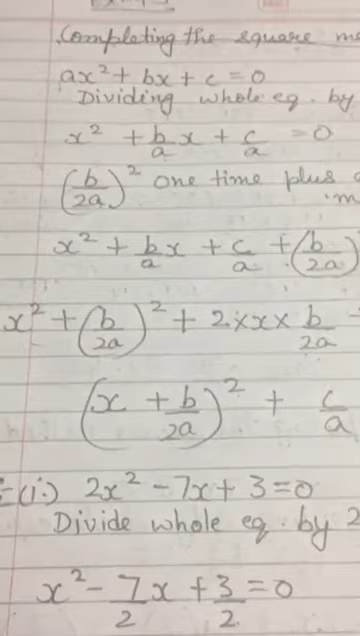 Completing the square me
ax² + bx + c = 0
Dividing whole eq. by
x² + b/a x + c/a = 0
(b/2a)² one time plus
m
x² + b/a x + c/a + (b/2a)
x² + (b/2a)² + 2×x×b/2a
(x + b/2a)² + c/a
(i.) 2x² - 7x + 3 = 0
Divide whole eq. by 2
x² - 7/2 x + 3/2 = 0